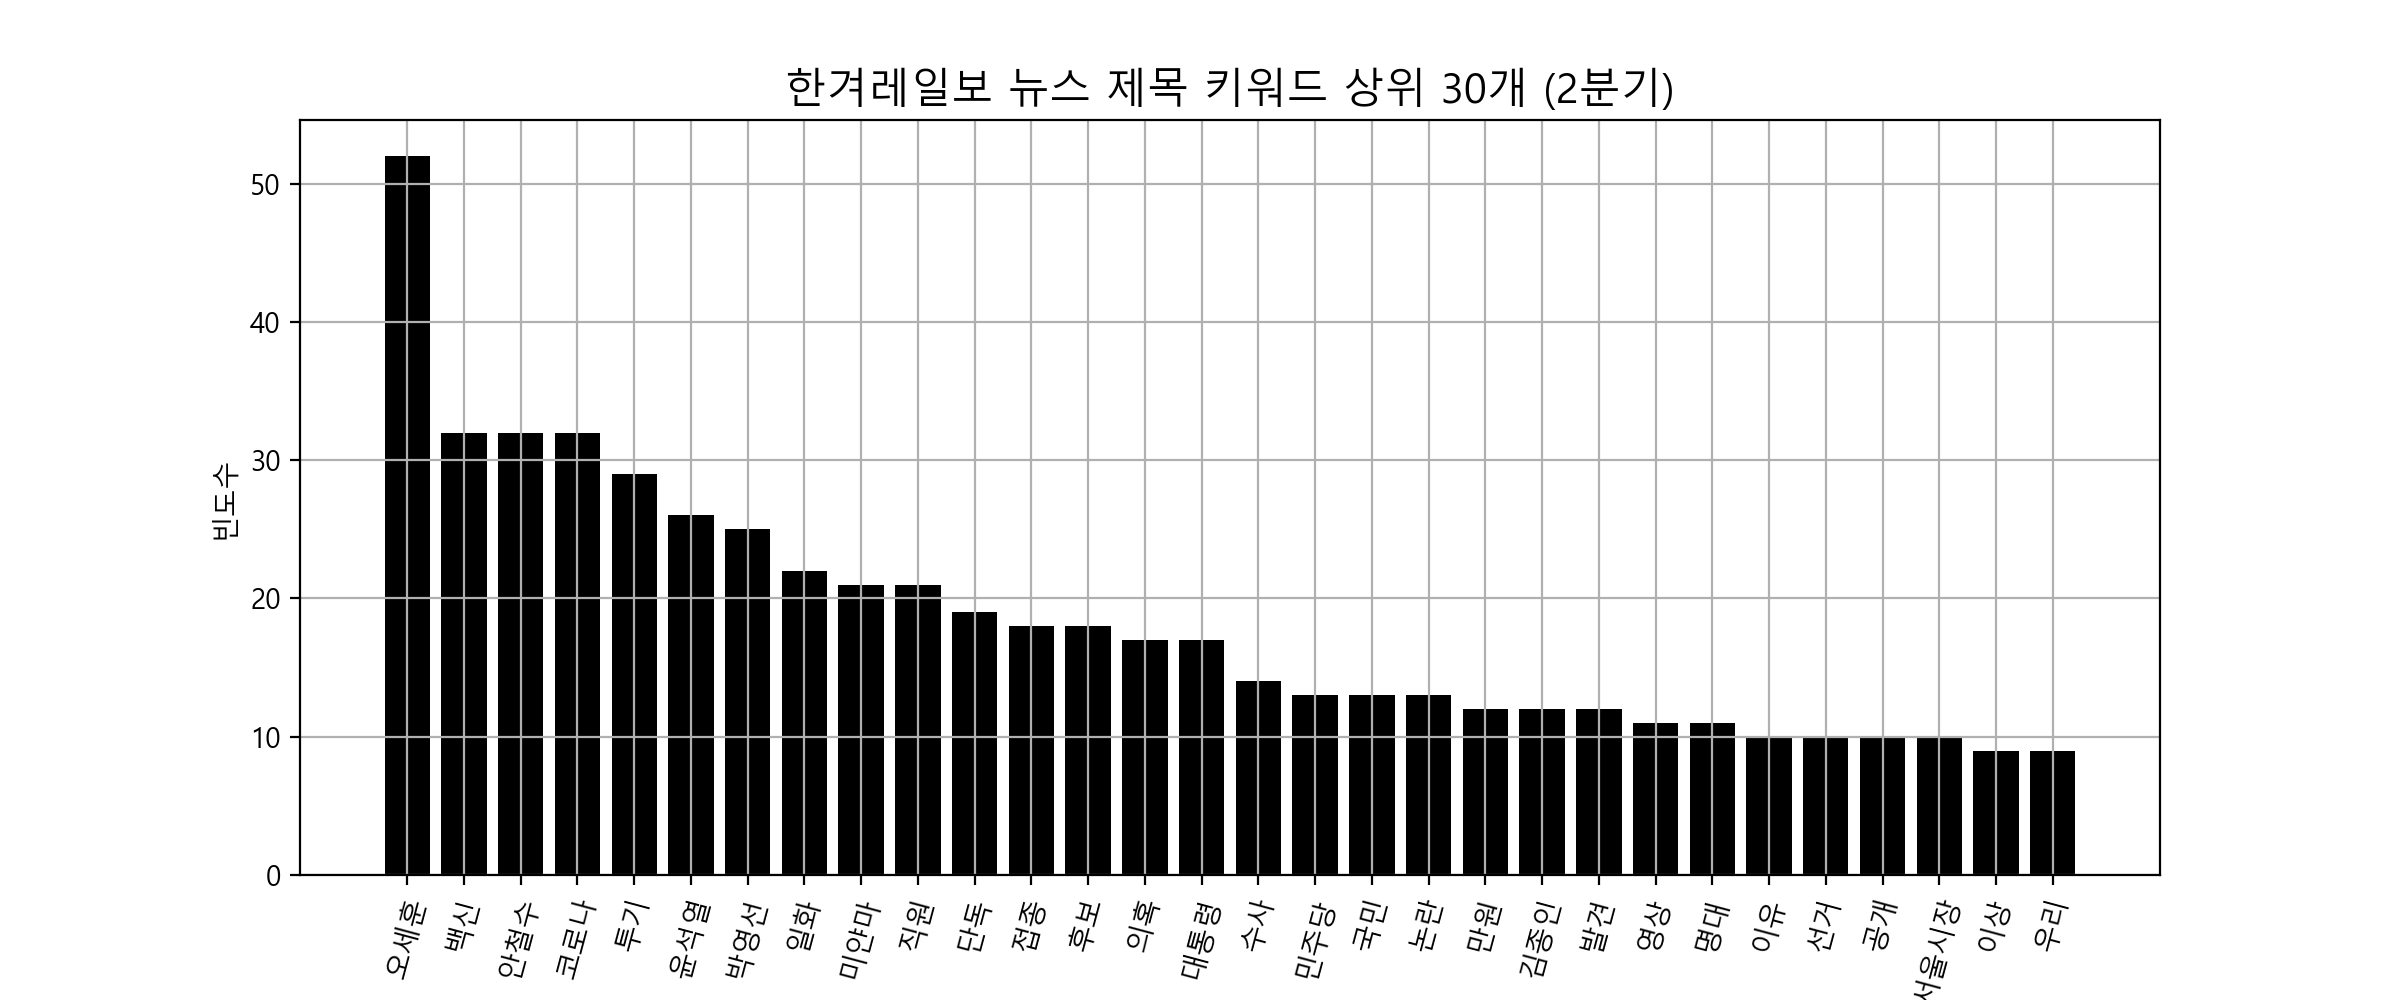 한겨레일보 뉴스 제목 키워드 상위 30개 (2분기)
빈도수
50
40
30
20
10
0
오세훈 백신 안철수 코로나 투기 윤석열 박영선 일화 미얀마 직원 단독 접종 후보 의혹 대통령 수사 민주당 국민 논란 만원 김종인 발견 영상 명대 이유 선거 공개 서울시장 이상 우리